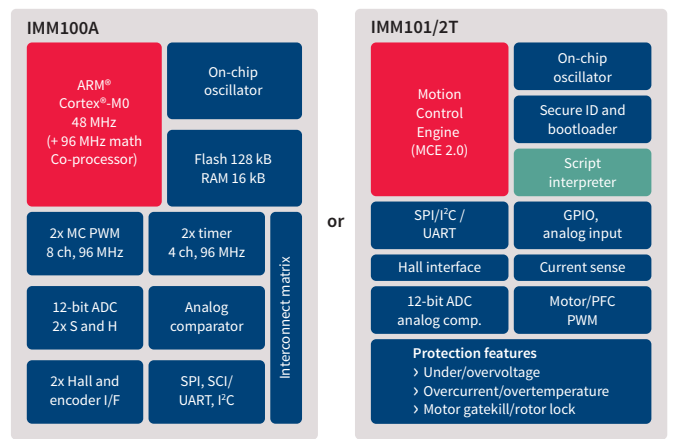 IMM100A
ARM®
Cortex®-M0
48 MHz
(+ 96 MHz math
Co-processor)
On-chip
oscillator
Flash 128 kB
RAM 16 kB
2x MC PWM
8 ch, 96 MHz
2x timer
4 ch, 96 MHz
12-bit ADC
2x S and H
Analog
comparator
2x Hall and
encoder I/F
SPI, SCI/
UART, I²C
Interconnect matrix
or
IMM101/2T
Motion
Control
Engine
(MCE 2.0)
On-chip
oscillator
Secure ID and
bootloader
Script
interpreter
SPI/I²C /
UART
GPIO,
analog input
Hall interface
Current sense
12-bit ADC
analog comp.
Motor/PFC
PWM
Protection features
› Under/overvoltage
› Overcurrent/overtemperature
› Motor gatekill/rotor lock